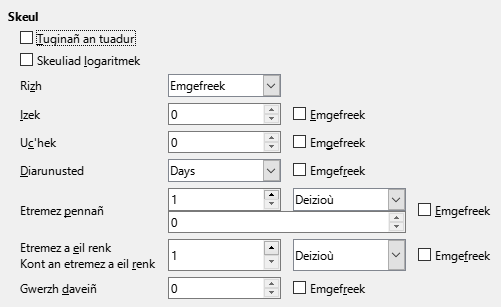 Skeul
Tuginañ an tuadur
Skeuliad logaritmek
Rizh Emgefreek
Izek 0 Emgefreek
Uc'hek 0 Emgefreek
Diarunusted Days Emgefreek
Etremez pennañ 1 Deizioù Emgefreek
0
Etremez a eil renk 1 Deizioù Emgefreek
Kont an etremez a eil renk
Gwerzh daveiñ 0 Emgefreek